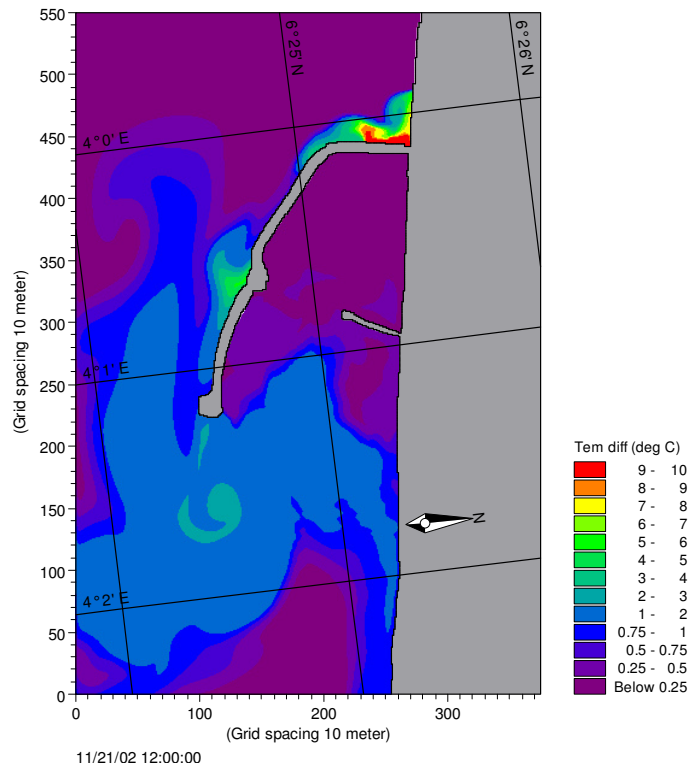 550
500
450
400
350
300
250
200
150
100
50
0
(Grid spacing 10 meter)
0 100 200 300
(Grid spacing 10 meter)
11/21/02 12:00:00
6°25' N
6°26' N
4°0' E
4°1' E
4°2' E
N
Tem diff (deg C)
9 - 10
8 - 9
7 - 8
6 - 7
5 - 6
4 - 5
3 - 4
2 - 3
1 - 2
0.75 - 1
0.5 - 0.75
0.25 - 0.5
Below 0.25